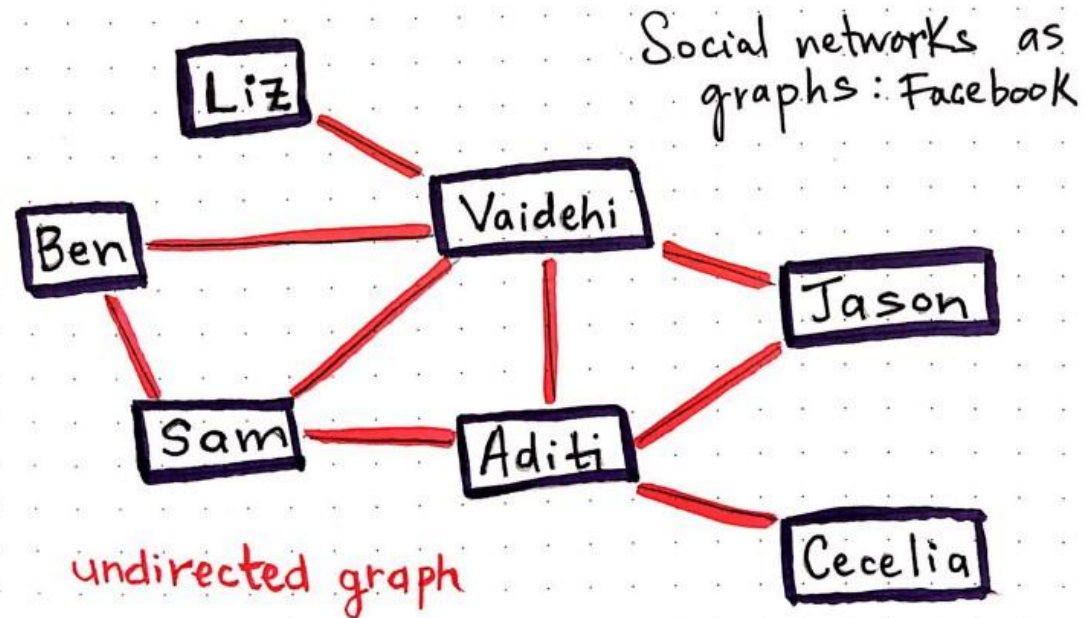 Social networks as
graphs: Facebook
Liz
Vaidehi
Ben
Jason
Sam
Aditi
Cecelia
undirected graph